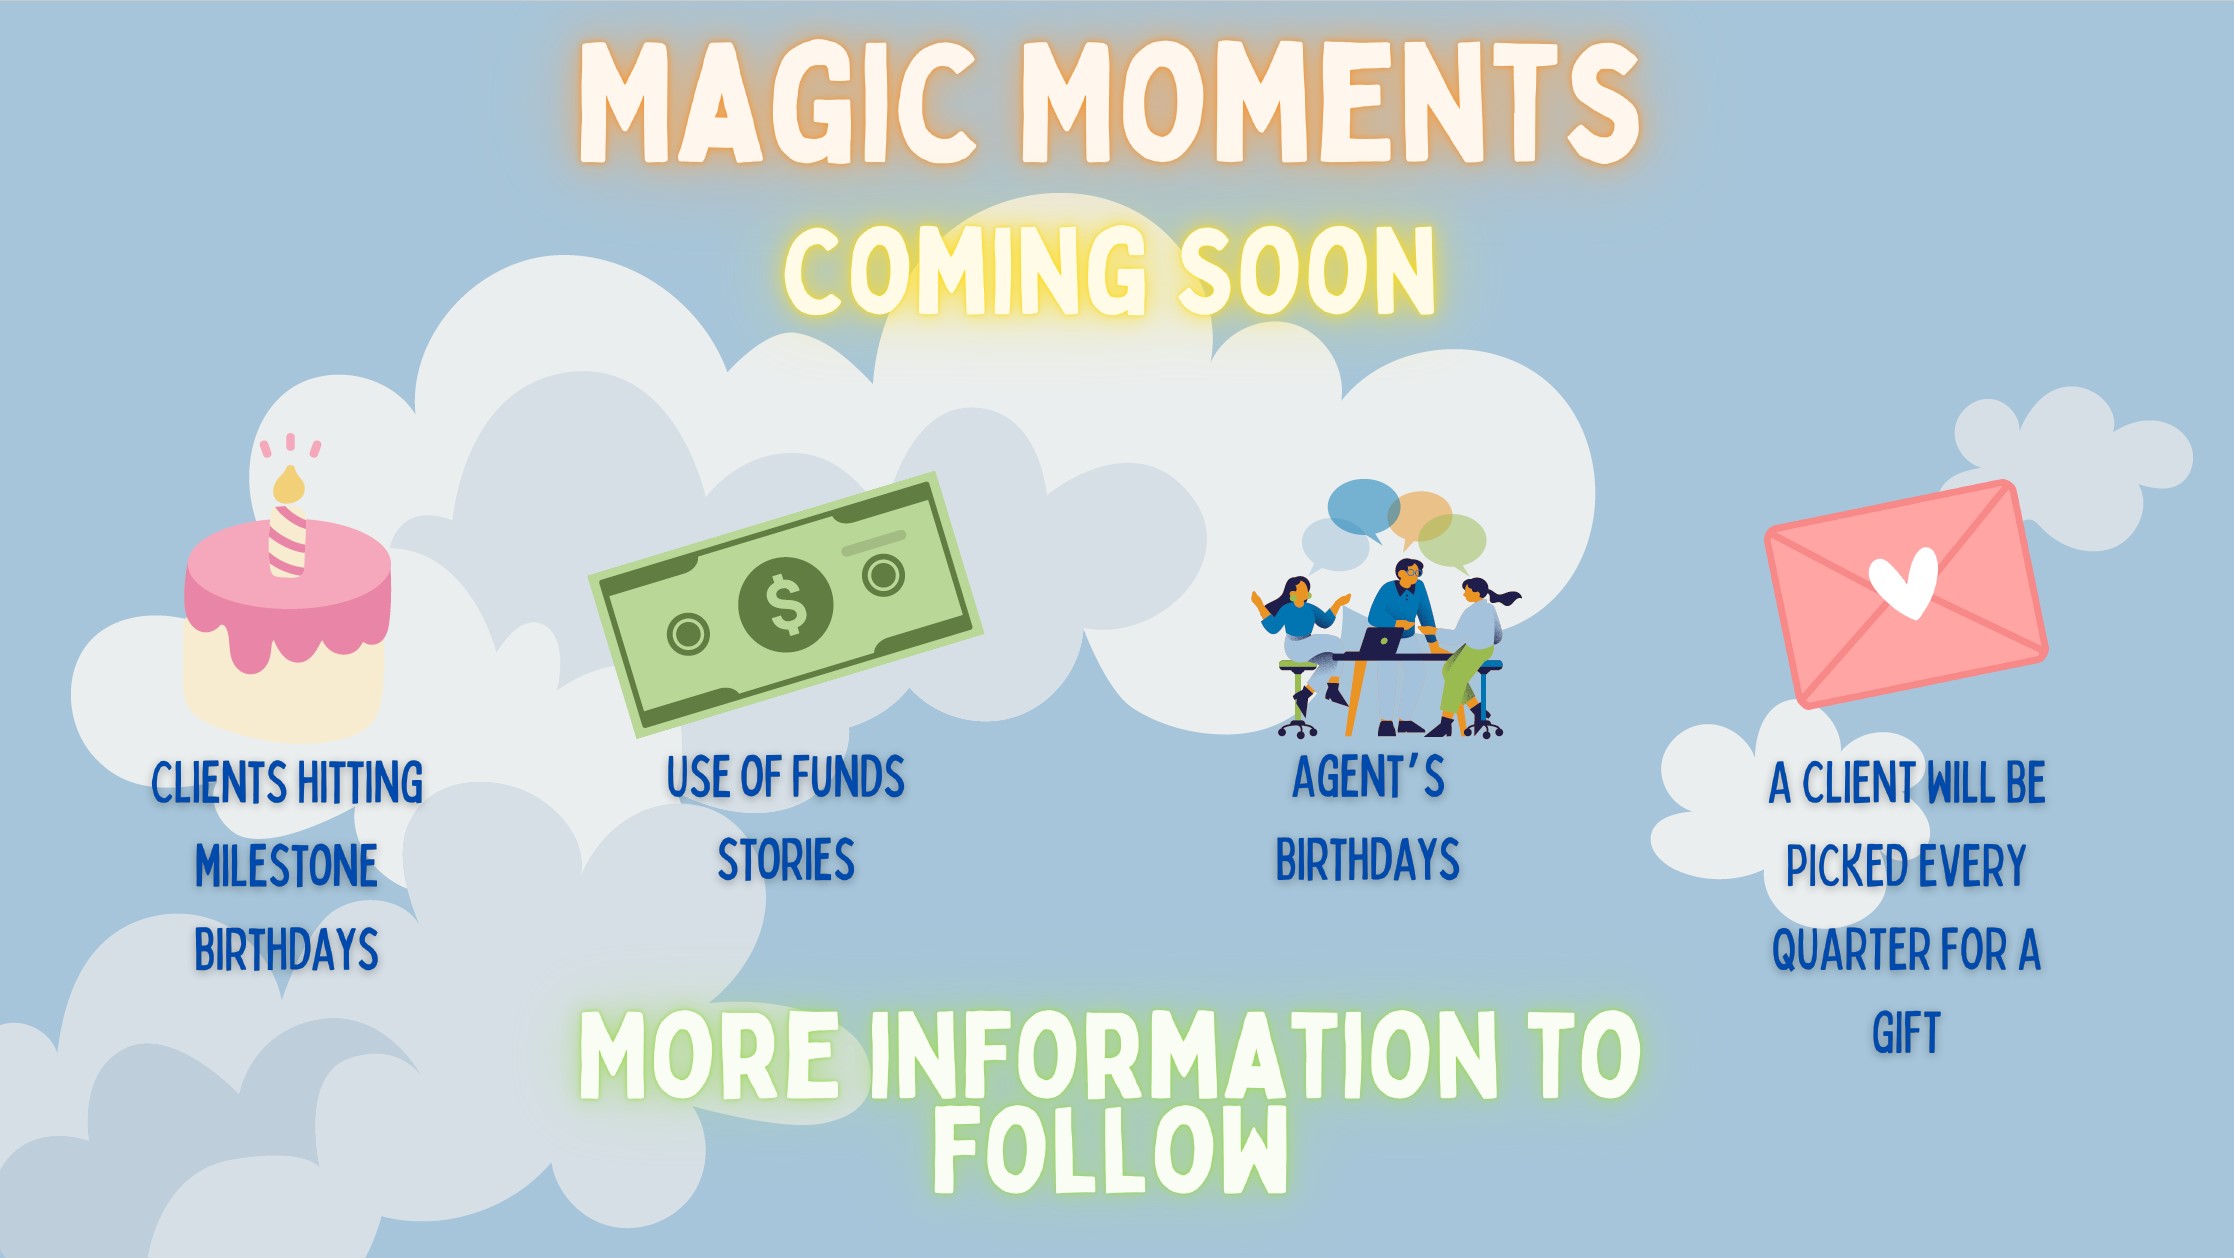 MAGIC MOMENTS
COMING SOON
$
CLIENTS HITTING
MILESTONE
BIRTHDAYS
USE OF FUNDS
STORIES
AGENT'S
BIRTHDAYS
A CLIENT WILL BE
PICKED EVERY
QUARTER FOR A
GIFT
MORE INFORMATION TO
FOLLOW